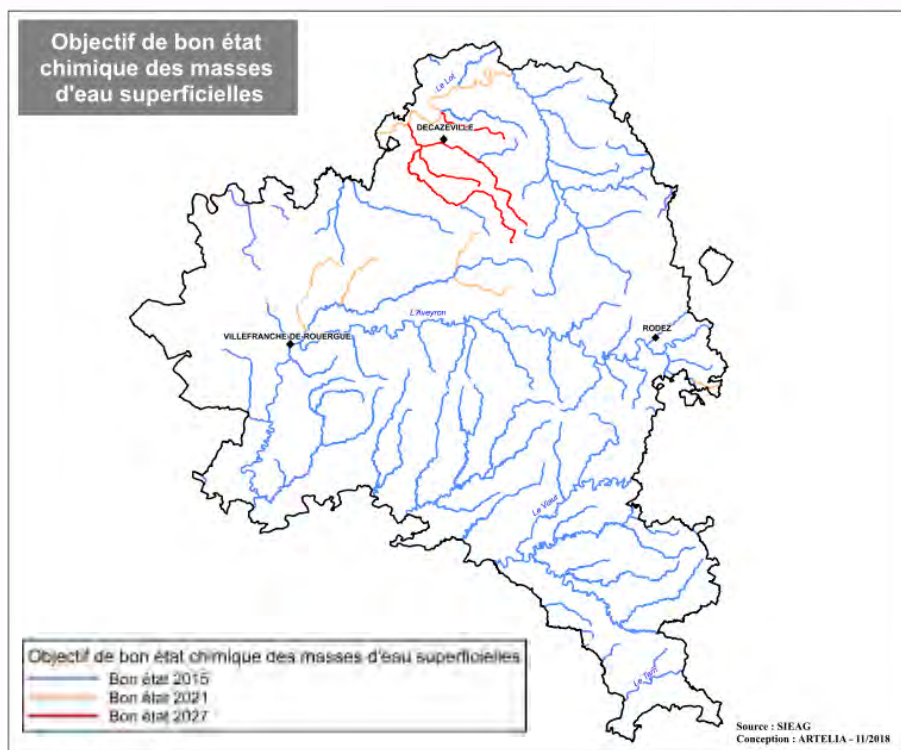 Objectif de bon état
chimique des masses
d'eau superficielles
Le Lot
DECAZEVILLE
L'Aveyron
VILLEFRANCHE-DE-ROUERGUE
RODEZ
Le Viaur
Le Tarn
Objectif de bon état chimique des masses d'eau superficielles
Bon état 2015
Bon état 2021
Bon état 2027
Source : SIEAG
Conception : ARTELIA - 11/2018